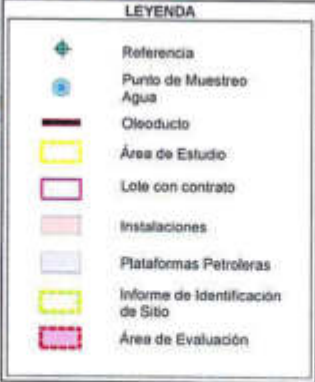 LEYENDA
Referencia
Punto de Muestreo
Agua
Oleoducto
Área de Estudio
Lote con contrato
Instalaciones
Plataformas Petroleras
Informe de Identificación
de Sitio
Área de Evaluación